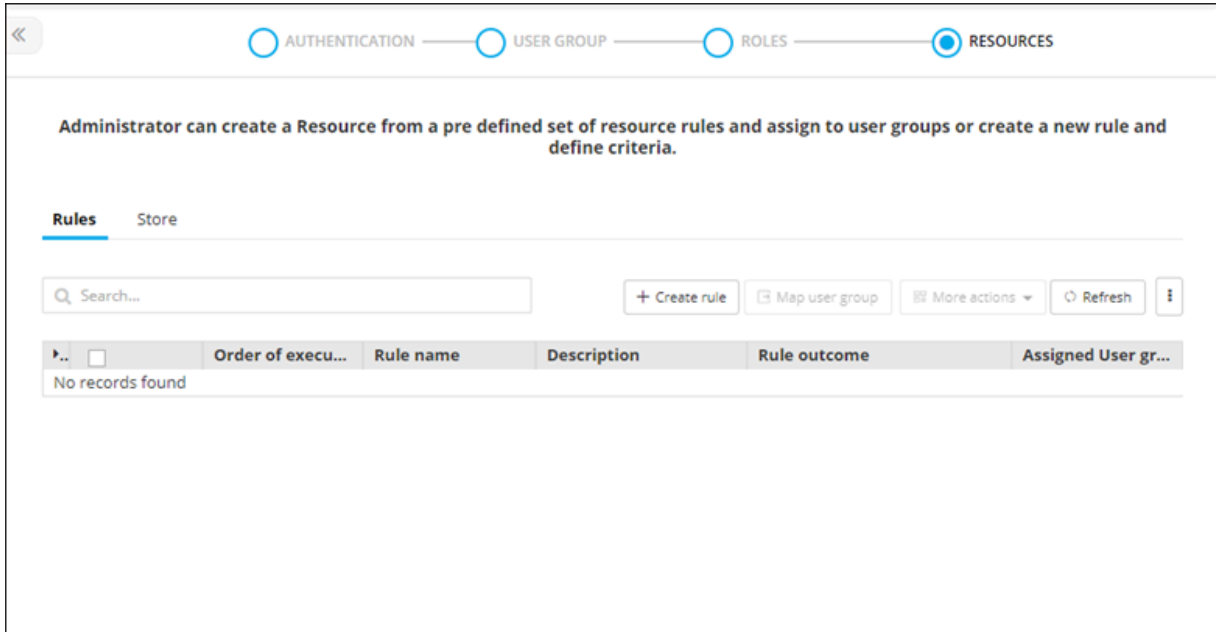 AUTHENTICATION USER GROUP ROLES RESOURCES
Administrator can create a Resource from a pre defined set of resource rules and assign to user groups or create a new rule and
define criteria.
Rules Store
Search... + Create rule Map user group More actions Refresh
.. Order of execu... Rule name Description Rule outcome Assigned User gr...
No records found